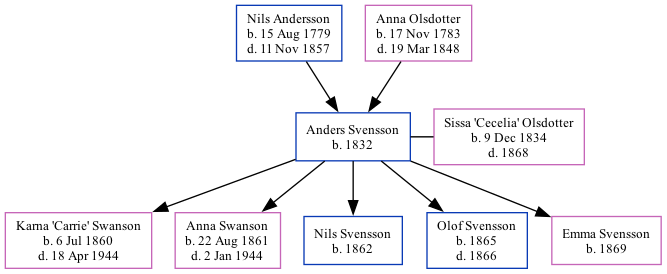 Nils Andersson
b. 15 Aug 1779
d. 11 Nov 1857
Anna Olsdotter
b. 17 Nov 1783
d. 19 Mar 1848
Anders Svensson
b. 1832
Sissa 'Cecelia' Olsdotter
b. 9 Dec 1834
d. 1868
Karna 'Carrie' Swanson
b. 6 Jul 1860
d. 18 Apr 1944
Anna Swanson
b. 22 Aug 1861
d. 2 Jan 1944
Nils Svensson
b. 1862
Olof Svensson
b. 1865
d. 1866
Emma Svensson
b. 1869